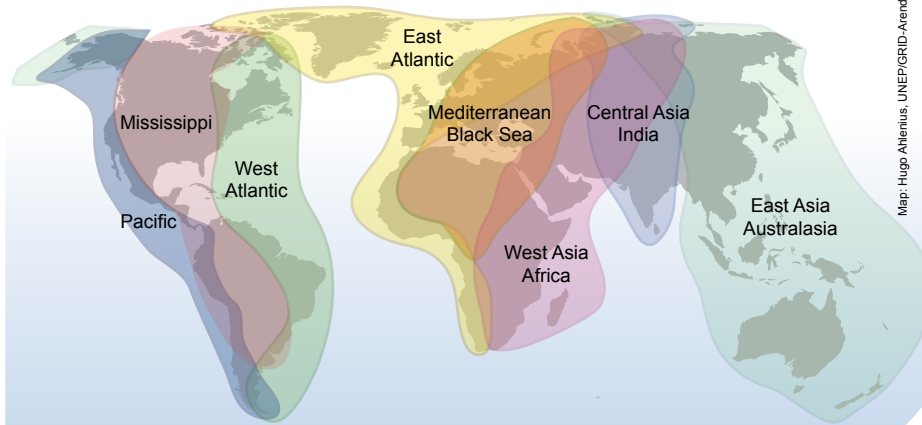 East
Atlantic
Mississippi
Mediterranean
Black Sea
Central Asia
India
West
Atlantic
Pacific
East Asia
Australasia
West Asia
Africa
Map: Hugo Ahlenius, UNEP/GRID-Arend